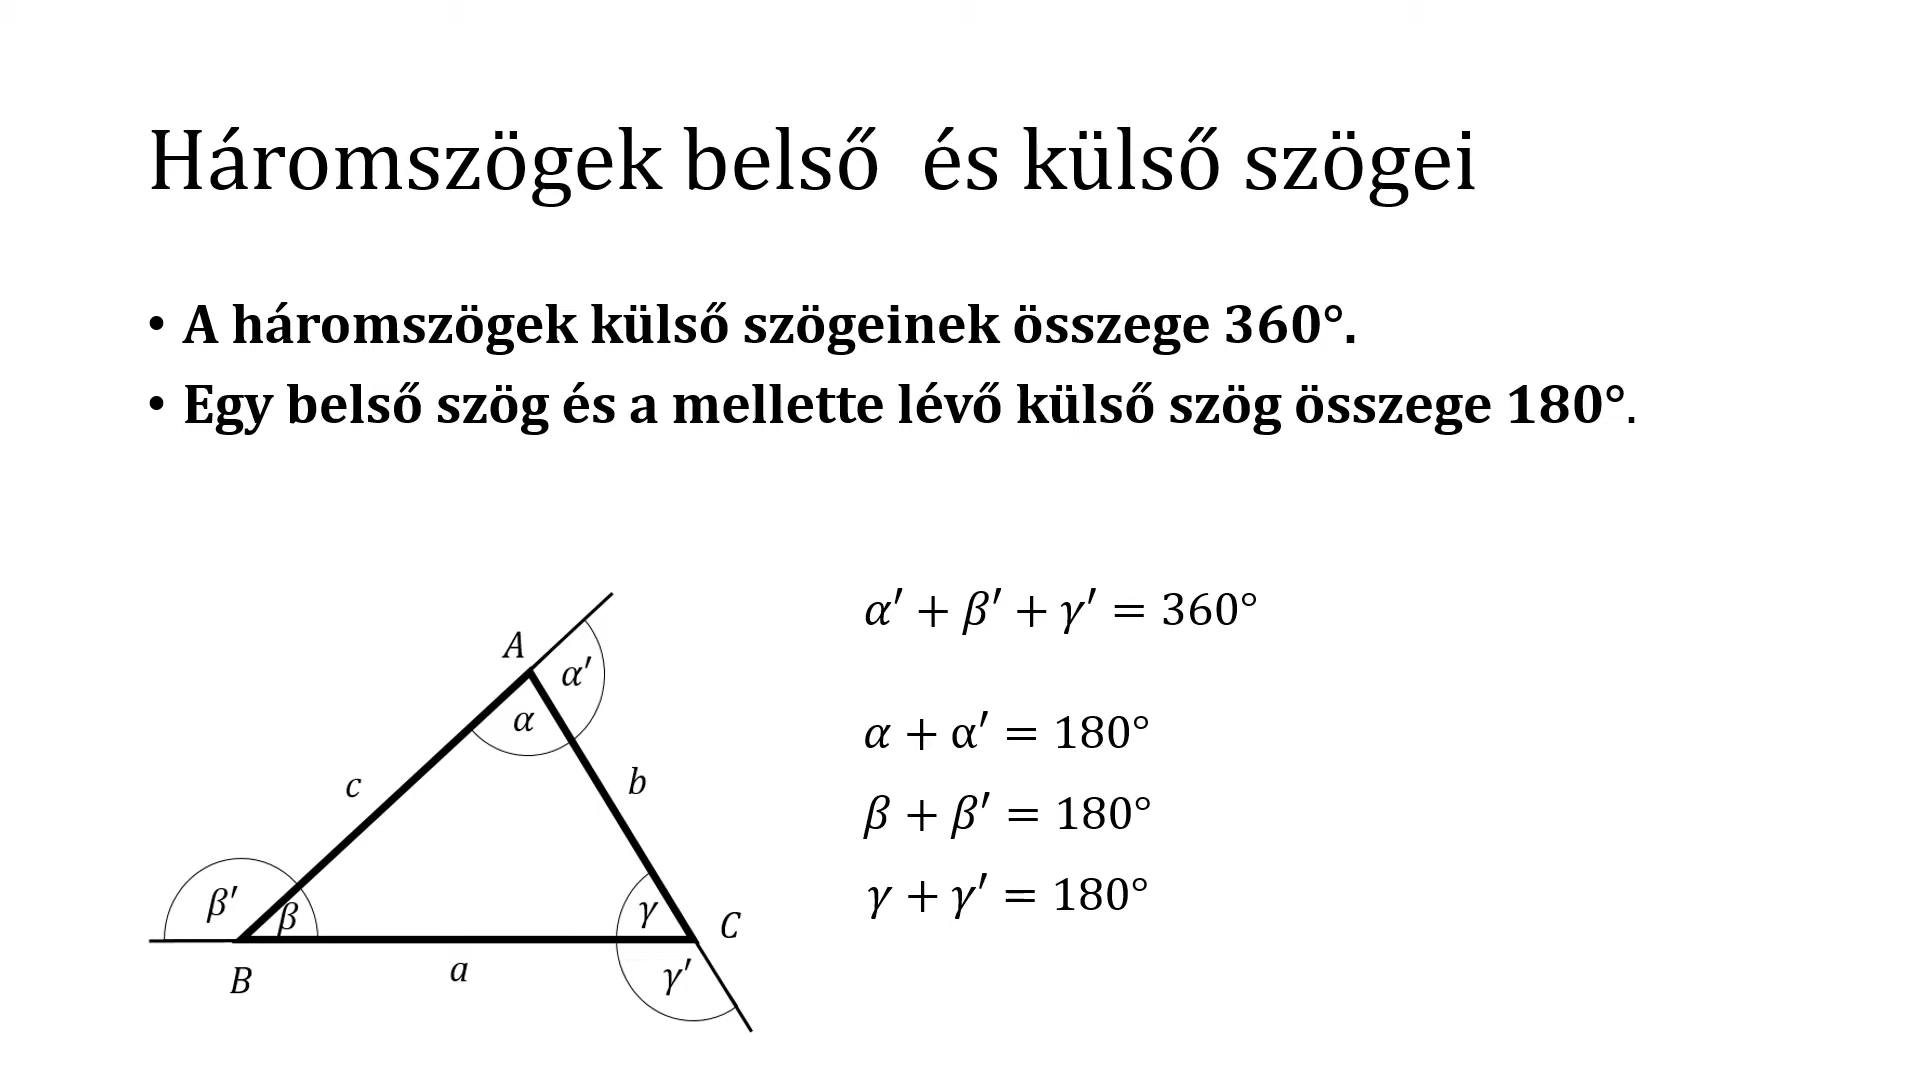 Háromszögek belső és külső szögei
• A háromszögek külső szögeinek összege 360°.
• Egy belső szög és a mellette lévő külső szög összege 180°.
α′ + β′ + γ′ = 360°
α + α′ = 180°
β + β′ = 180°
γ + γ′ = 180°
A
α′
α
c
b
β′
β
γ
C
B
a
γ′